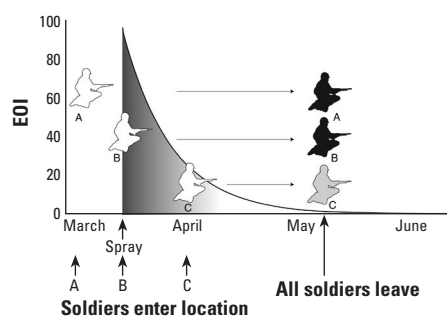 EOI
100
80
60
40
20
0
A
B
C
A
B
C
March
April
May
June
Spray
A
B
C
Soldiers enter location
All soldiers leave